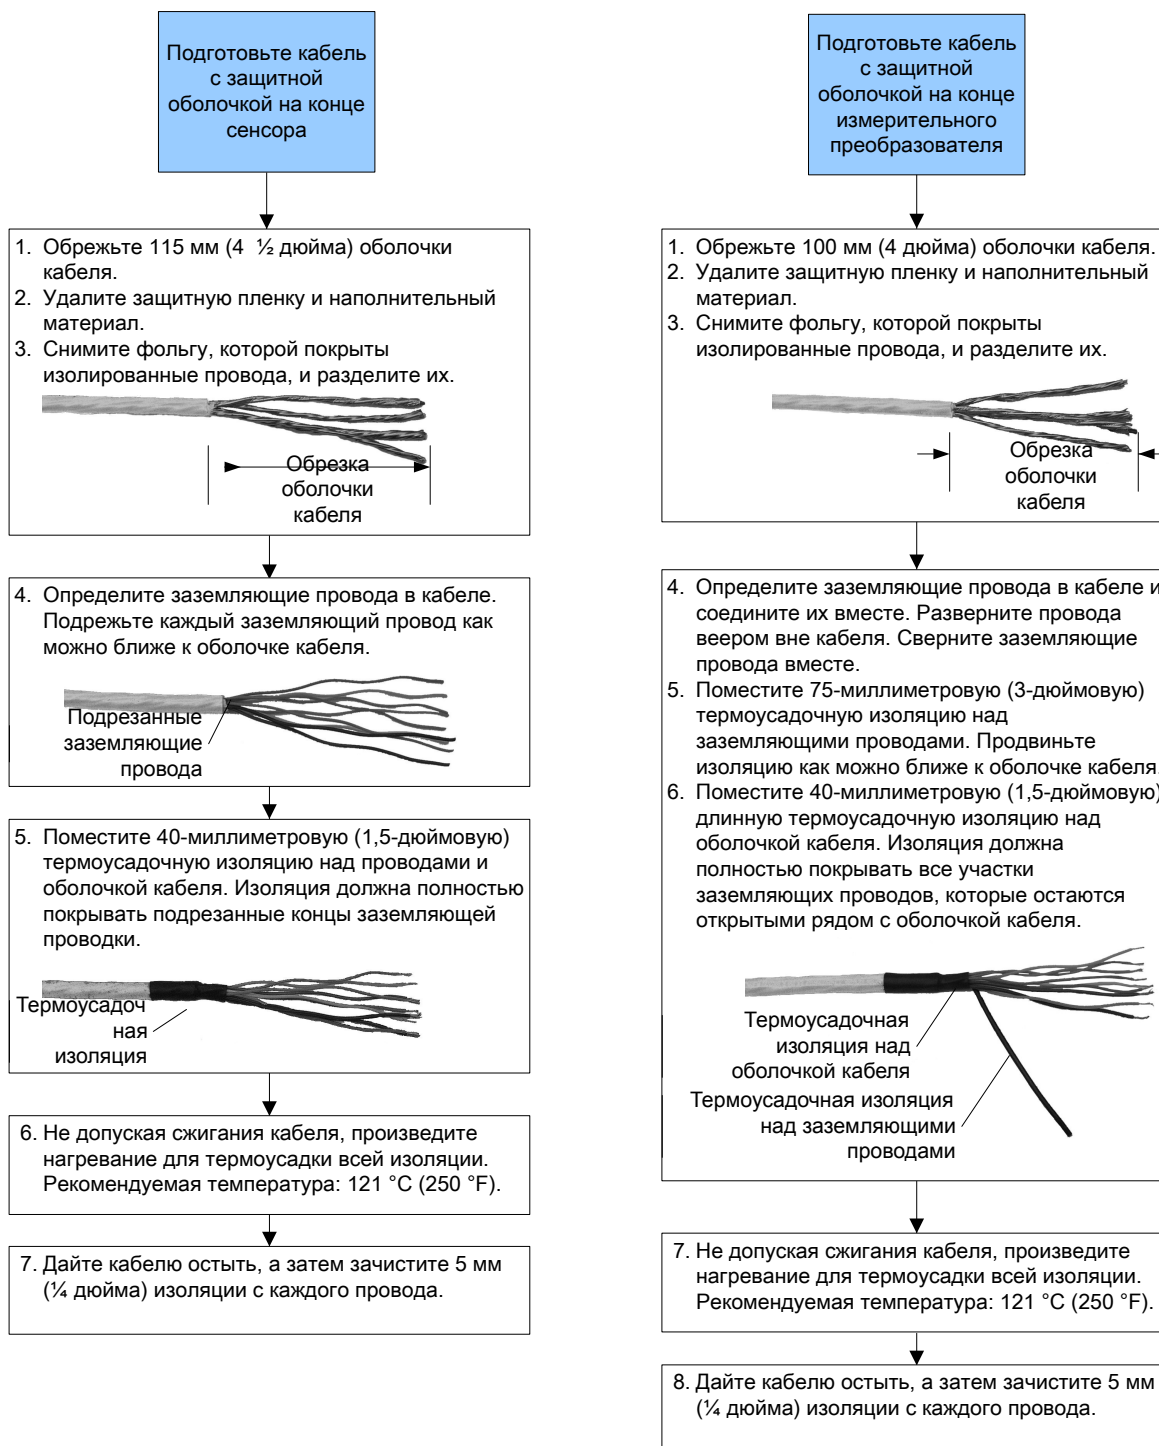 Подготовьте кабель
с защитной
оболочкой на конце
сенсора
1. Обрежьте 115 мм (4 ½ дюйма) оболочки
кабеля.
2. Удалите защитную пленку и наполнительный
материал.
3. Снимите фольгу, которой покрыты
изолированные провода, и разделите их.
Обрезка
оболочки
кабеля
4. Определите заземляющие провода в кабеле.
Подрежьте каждый заземляющий провод как
можно ближе к оболочке кабеля.
Подрезанные
заземляющие
провода
5. Поместите 40-миллиметровую (1,5-дюймовую)
термоусадочную изоляцию над проводами и
оболочкой кабеля. Изоляция должна полностью
покрывать подрезанные концы заземляющей
проводки.
Термоусадоч
ная
изоляция
6. Не допуская сжигания кабеля, произведите
нагревание для термоусадки всей изоляции.
Рекомендуемая температура: 121 °C (250 °F).
7. Дайте кабелю остыть, а затем зачистите 5 мм
(¼ дюйма) изоляции с каждого провода.
Подготовьте кабель
с защитной
оболочкой на конце
измерительного
преобразователя
1. Обрежьте 100 мм (4 дюйма) оболочки кабеля.
2. Удалите защитную пленку и наполнительный
материал.
3. Снимите фольгу, которой покрыты
изолированные провода, и разделите их.
Обрезка
оболочки
кабеля
4. Определите заземляющие провода в кабеле и
соедините их вместе. Разверните провода
веером вне кабеля. Сверните заземляющие
провода вместе.
5. Поместите 75-миллиметровую (3-дюймовую)
термоусадочную изоляцию над
заземляющими проводами. Продвиньте
изоляцию как можно ближе к оболочке кабеля.
6. Поместите 40-миллиметровую (1,5-дюймовую)
длинную термоусадочную изоляцию над
оболочкой кабеля. Изоляция должна
полностью покрывать все участки
заземляющих проводов, которые остаются
открытыми рядом с оболочкой кабеля.
Термоусадочная
изоляция над
оболочкой кабеля
Термоусадочная изоляция
над заземляющими
проводами
7. Не допуская сжигания кабеля, произведите
нагревание для термоусадки всей изоляции.
Рекомендуемая температура: 121 °C (250 °F).
8. Дайте кабелю остыть, а затем зачистите 5 мм
(¼ дюйма) изоляции с каждого провода.